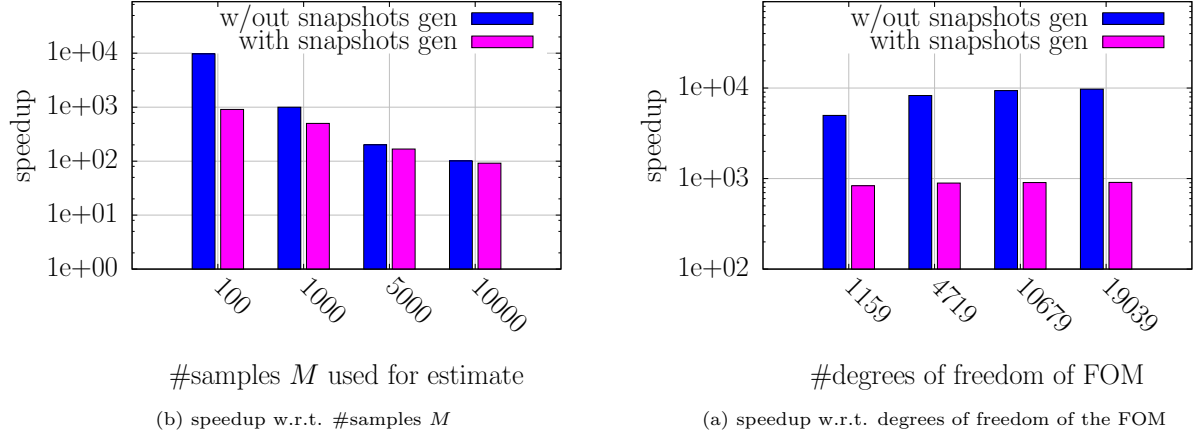 w/out snapshots gen
with snapshots gen
1e+04
1e+03
1e+02
1e+01
1e+00
speedup
100
1000
5000
10000
#samples M used for estimate
(b) speedup w.r.t. #samples M
w/out snapshots gen
with snapshots gen
1e+04
1e+03
1e+02
speedup
1159
4719
10679
19039
#degrees of freedom of FOM
(a) speedup w.r.t. degrees of freedom of the FOM